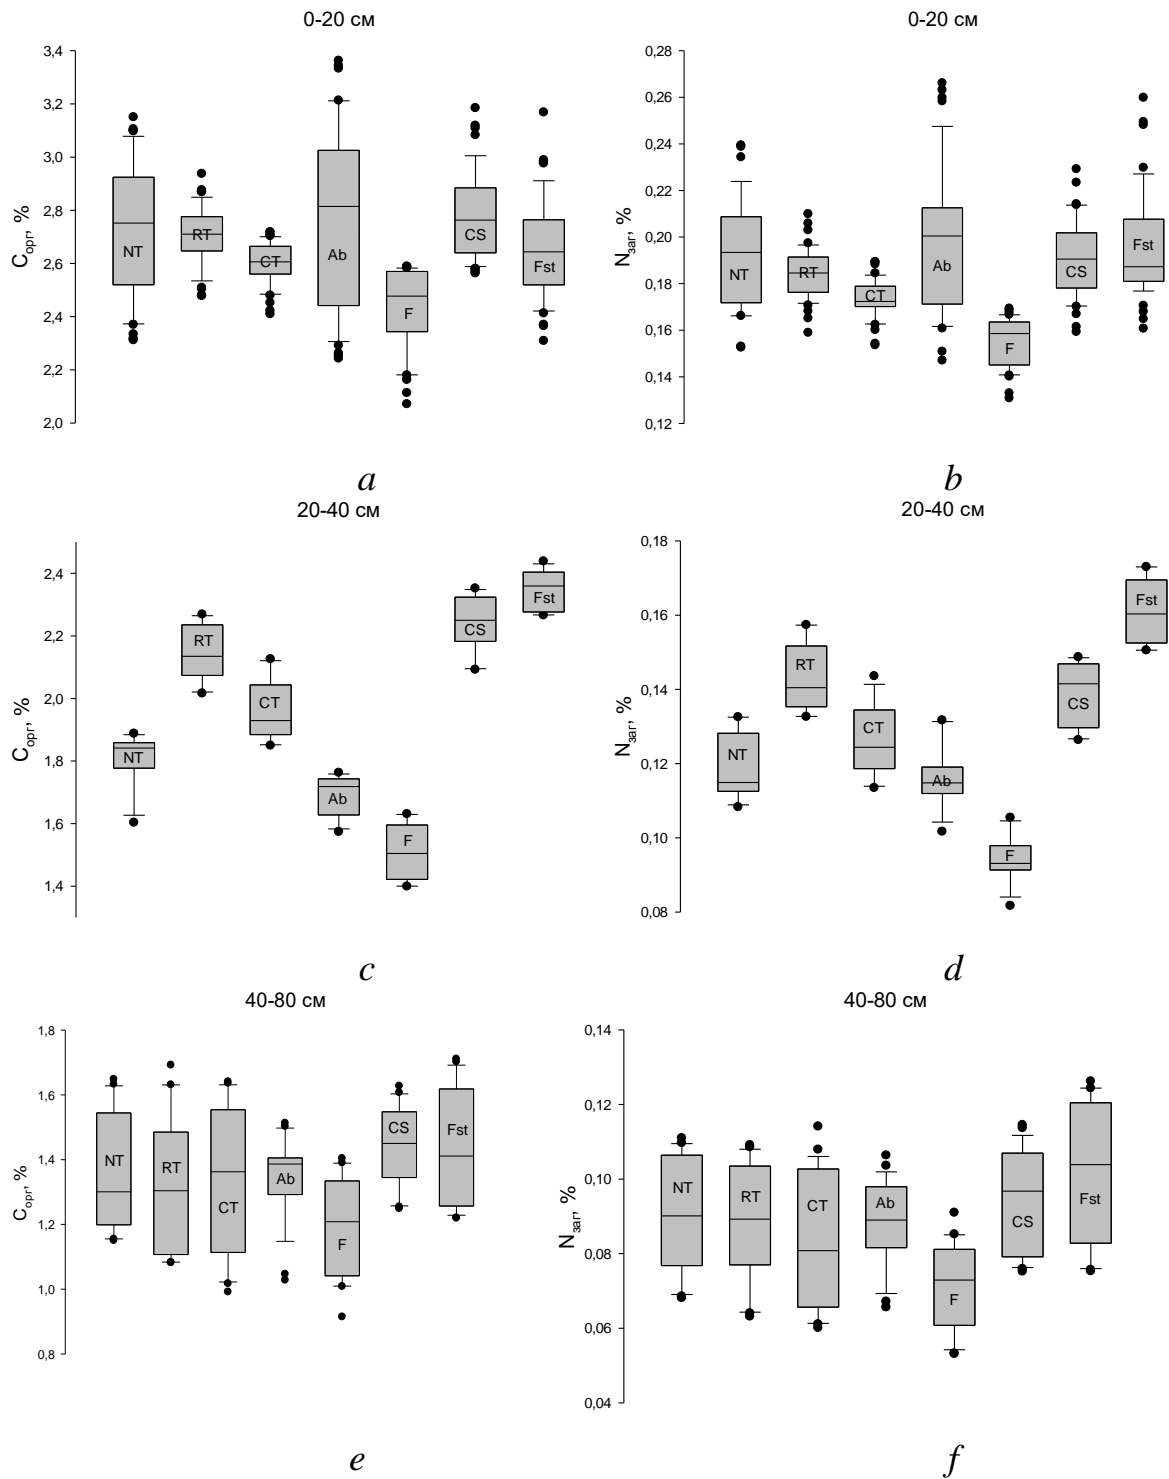 0-20 см
C орг, %
3,4
3,2
3,0
2,8
2,6
2,4
2,2
2,0
NT
RT
CT
Ab
F
CS
Fst
a
0-20 см
N заг, %
0,28
0,26
0,24
0,22
0,20
0,18
0,16
0,14
0,12
NT
RT
CT
Ab
F
CS
Fst
b
20-40 см
C орг, %
2,4
2,2
2,0
1,8
1,6
1,4
NT
RT
CT
Ab
F
CS
Fst
c
20-40 см
N заг, %
0,18
0,16
0,14
0,12
0,10
0,08
NT
RT
CT
Ab
F
CS
Fst
d
40-80 см
C орг, %
1,8
1,6
1,4
1,2
1,0
0,8
NT
RT
CT
Ab
F
CS
Fst
e
40-80 см
N заг, %
0,14
0,12
0,10
0,08
0,06
0,04
NT
RT
CT
Ab
F
CS
Fst
f